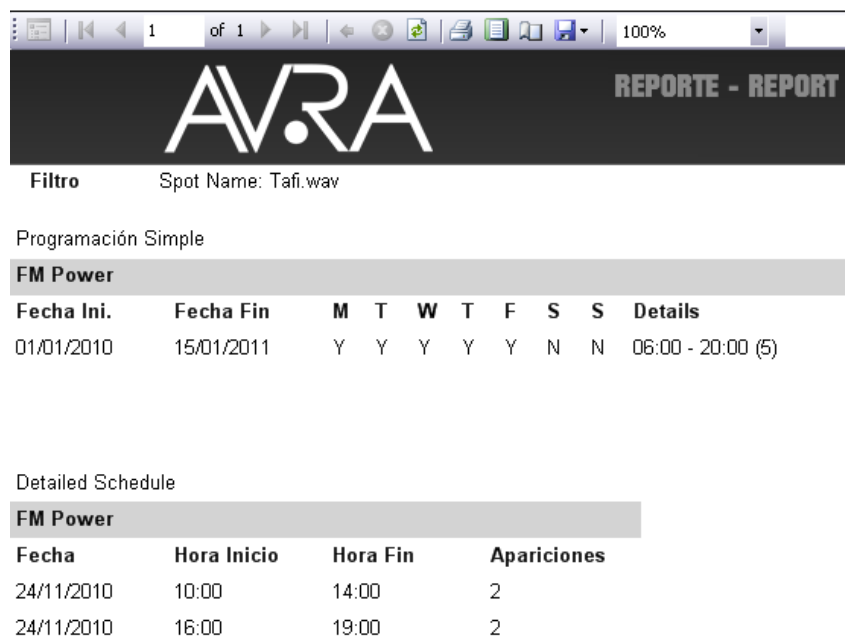 1 of 1 100%
AVRA
REPORTE - REPORT
Filtro Spot Name: Tafi.wav
Programación Simple
FM Power
Fecha Ini. Fecha Fin M T W T F S S Details
01/01/2010 15/01/2011 Y Y Y Y Y N N 06:00 - 20:00 (5)
Detailed Schedule
FM Power
Fecha Hora Inicio Hora Fin Apariciones
24/11/2010 10:00 14:00 2
24/11/2010 16:00 19:00 2